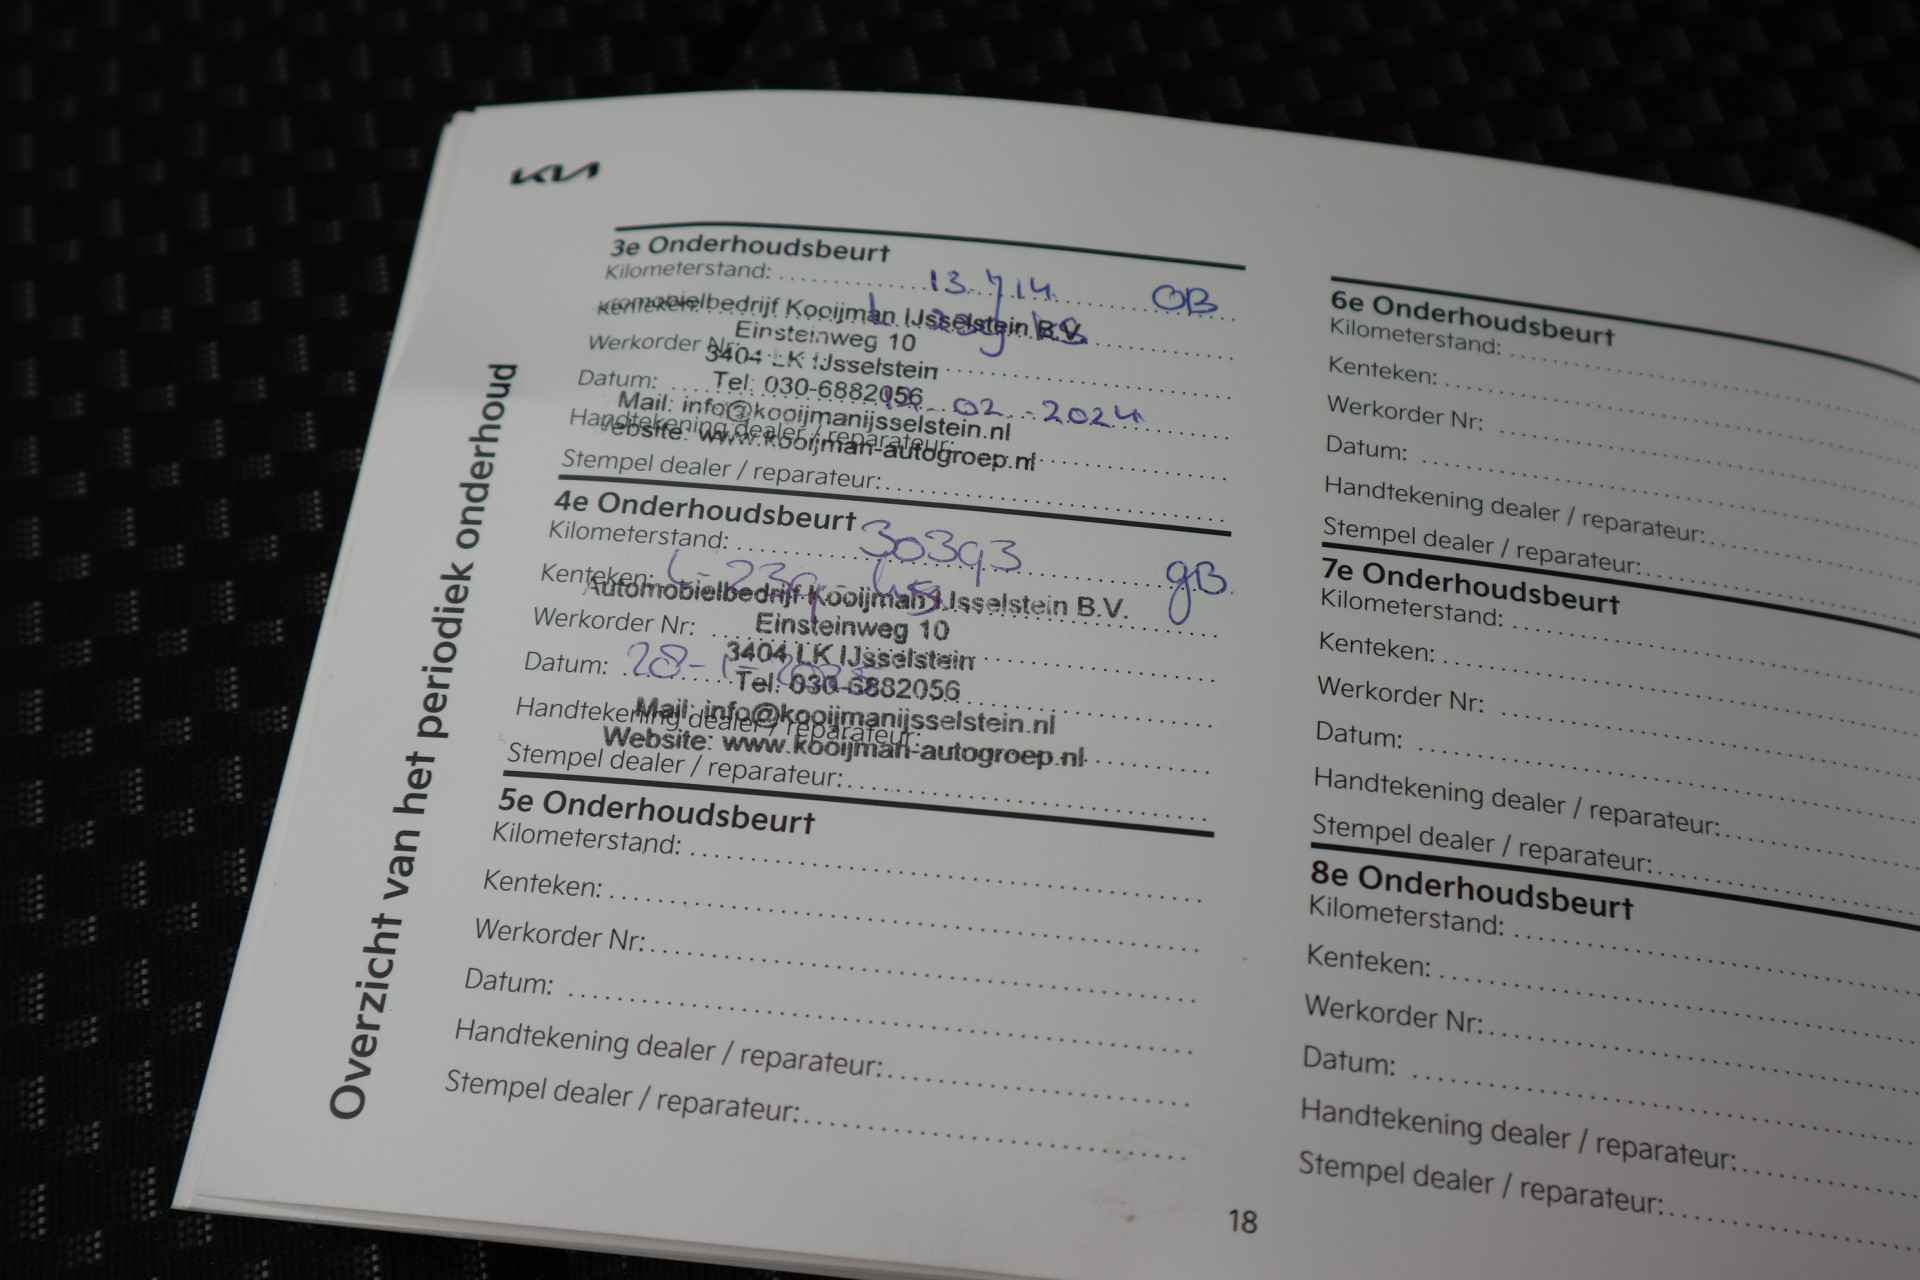 KIA
Overzicht van het periodiek onderhoud
3e Onderhoudsbeurt
Kilometerstand: 13.714 OB
Kenteken:
Automobielbedrijf Kooijman IJsselstein B.V.
Einsteinweg 10
Werkorder Nr:
3404 LK IJsselstein
Tel: 030-6882056
Datum: 02-2024
Mail: info@kooijmanijsselstein.nl
Handtekening dealer / reparateur:
Website: www.kooijman-autogroep.nl
Stempel dealer / reparateur:
4e Onderhoudsbeurt
Kilometerstand: 30393 gB
Kenteken: L-239-
Automobielbedrijf Kooijman IJsselstein B.V.
Werkorder Nr:
Einsteinweg 10
3404 LK IJsselstein
Datum: 28-1-
Tel: 030-6882056
Handtekening dealer / reparateur:
Mail: info@kooijmanijsselstein.nl
Website: www.kooijman-autogroep.nl
Stempel dealer / reparateur:
5e Onderhoudsbeurt
Kilometerstand:
Kenteken:
Werkorder Nr:
Datum:
Handtekening dealer / reparateur:
Stempel dealer / reparateur:
6e Onderhoudsbeurt
Kilometerstand:
Kenteken:
Werkorder Nr:
Datum:
Handtekening dealer / reparateur:
Stempel dealer / reparateur:
7e Onderhoudsbeurt
Kilometerstand:
Kenteken:
Werkorder Nr:
Datum:
Handtekening dealer / reparateur:
Stempel dealer / reparateur:
8e Onderhoudsbeurt
Kilometerstand:
Kenteken:
Werkorder Nr:
Datum:
Handtekening dealer / reparateur:
Stempel dealer / reparateur:
18